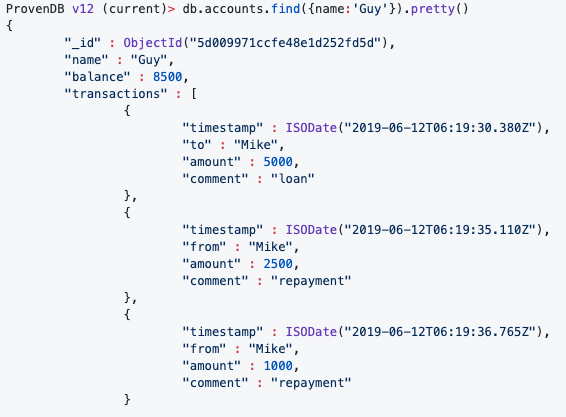 ProvenDB v12 (current)> db.accounts.find({name:'Guy'}).pretty()
{
"_id" : ObjectId("5d009971ccfe48e1d252fd5d"),
"name" : "Guy",
"balance" : 8500,
"transactions" : [
{
"timestamp" : ISODate("2019-06-12T06:19:30.380Z"),
"to" : "Mike",
"amount" : 5000,
"comment" : "loan"
},
{
"timestamp" : ISODate("2019-06-12T06:19:35.110Z"),
"from" : "Mike",
"amount" : 2500,
"comment" : "repayment"
},
{
"timestamp" : ISODate("2019-06-12T06:19:36.765Z"),
"from" : "Mike",
"amount" : 1000,
"comment" : "repayment"
}